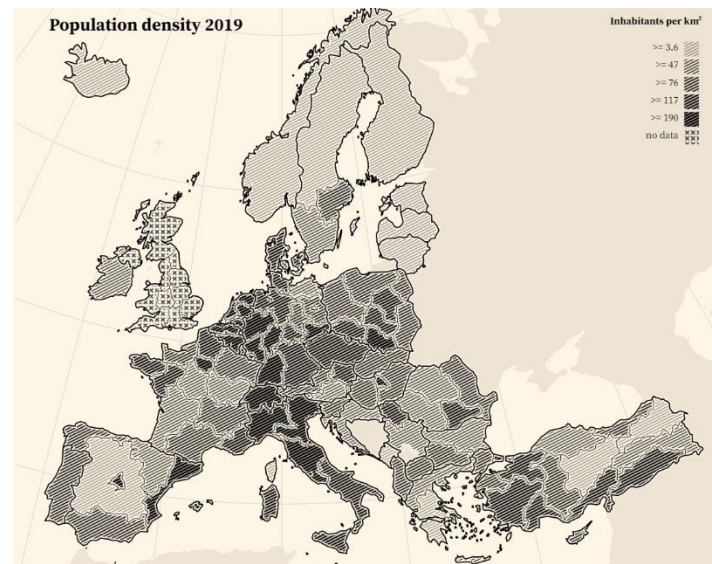 Population density 2019
Inhabitants per km²
>= 3.6
>= 47
>= 76
>= 117
>= 190
no data